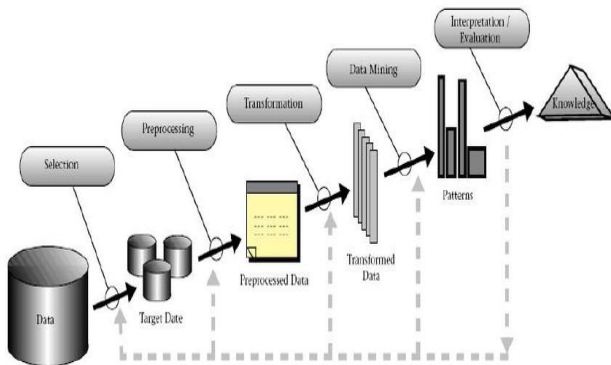 Interpretation /
Evaluation
Data Mining
Transformation
Preprocessing
Selection
Knowledge
Patterns
Transformed
Data
Preprocessed Data
Target Date
Data